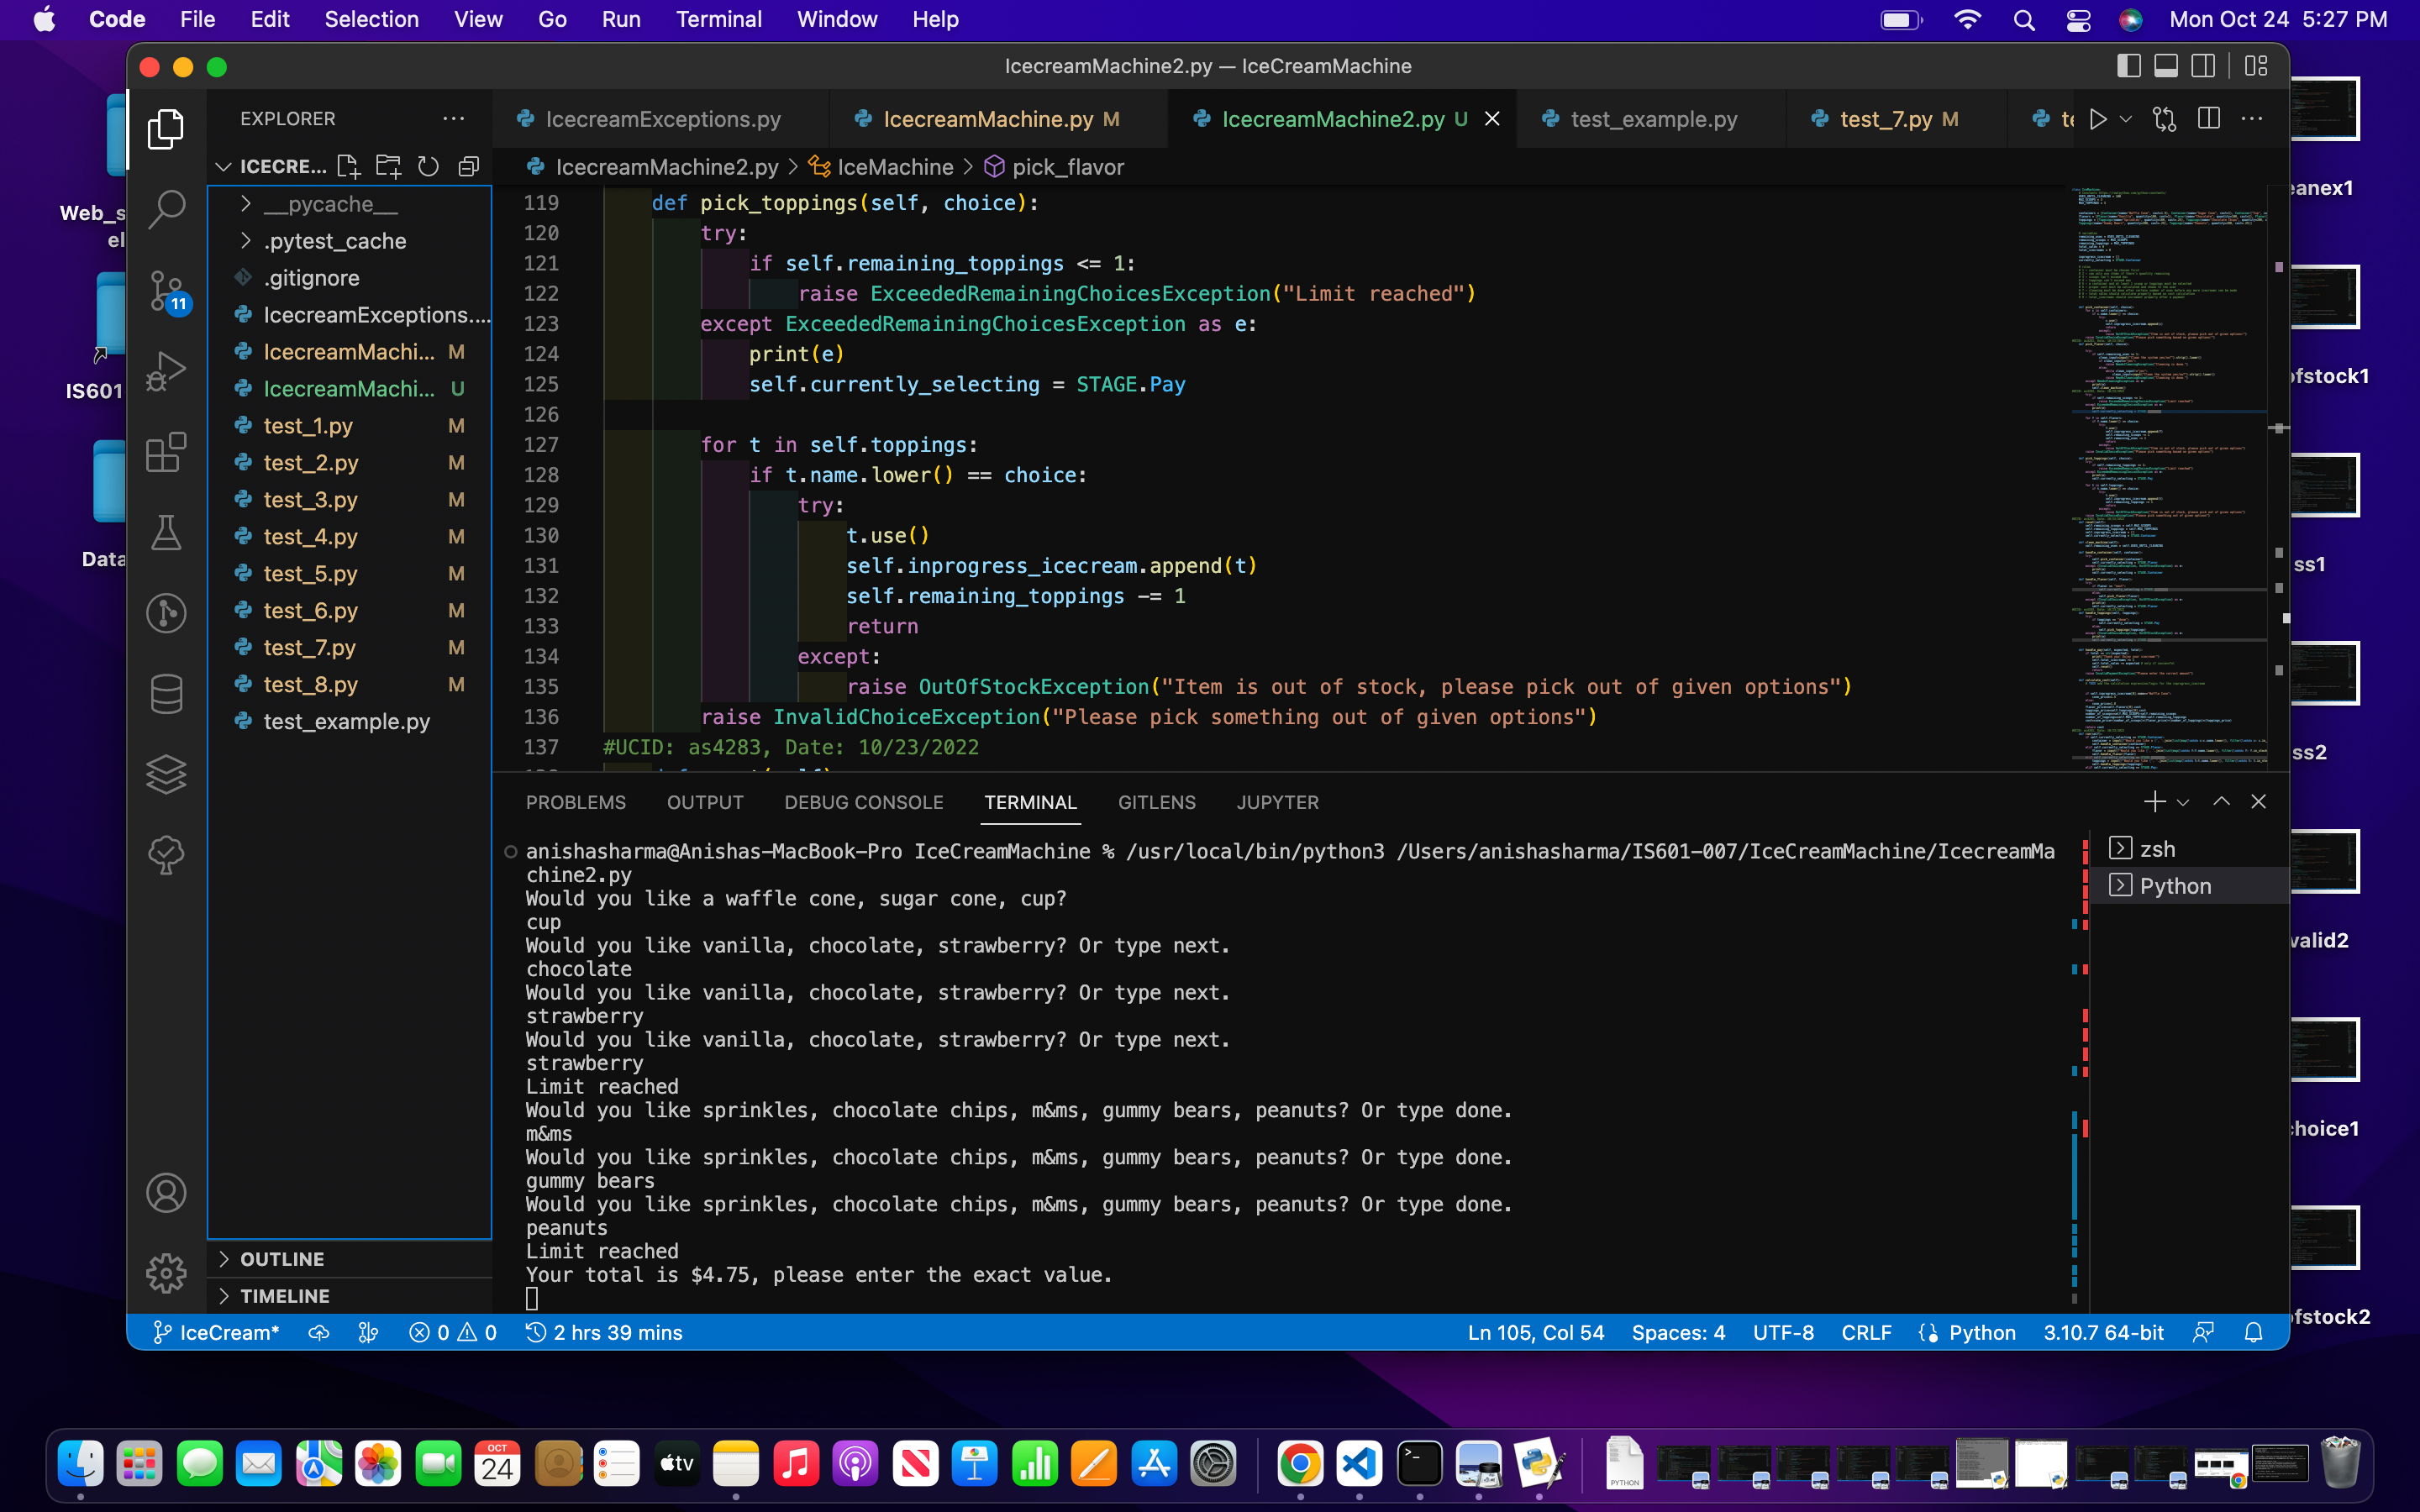 Code File Edit Selection View Go Run Terminal Window Help Mon Oct 24 5:27 PM
IcecreamMachine2.py — IceCreamMachine
EXPLORER
IcecreamExceptions.py IcecreamMachine.py M IcecreamMachine2.py U test_example.py test_7.py M
ICECRE...
IcecreamMachine2.py > IceMachine > pick_flavor
__pycache__
.pytest_cache
.gitignore
IcecreamExceptions....
IcecreamMachi... M
IcecreamMachi... U
test_1.py M
test_2.py M
test_3.py M
test_4.py M
test_5.py M
test_6.py M
test_7.py M
test_8.py M
test_example.py
OUTLINE
TIMELINE
11
119 def pick_toppings(self, choice):
120 try:
121 if self.remaining_toppings <= 1:
122 raise ExceededRemainingChoicesException("Limit reached")
123 except ExceededRemainingChoicesException as e:
124 print(e)
125 self.currently_selecting = STAGE.Pay
126
127 for t in self.toppings:
128 if t.name.lower() == choice:
129 try:
130 t.use()
131 self.inprogress_icecream.append(t)
132 self.remaining_toppings -= 1
133 return
134 except:
135 raise OutOfStockException("Item is out of stock, please pick out of given options")
136 raise InvalidChoiceException("Please pick something out of given options")
137 #UCID: as4283, Date: 10/23/2022
PROBLEMS OUTPUT DEBUG CONSOLE TERMINAL GITLENS JUPYTER
zsh
Python
anishasharma@Anishas-MacBook-Pro IceCreamMachine % /usr/local/bin/python3 /Users/anishasharma/IS601-007/IceCreamMachine/IcecreamMa
chine2.py
Would you like a waffle cone, sugar cone, cup?
cup
Would you like vanilla, chocolate, strawberry? Or type next.
chocolate
Would you like vanilla, chocolate, strawberry? Or type next.
strawberry
Would you like vanilla, chocolate, strawberry? Or type next.
strawberry
Limit reached
Would you like sprinkles, chocolate chips, m&ms, gummy bears, peanuts? Or type done.
m&ms
Would you like sprinkles, chocolate chips, m&ms, gummy bears, peanuts? Or type done.
gummy bears
Would you like sprinkles, chocolate chips, m&ms, gummy bears, peanuts? Or type done.
peanuts
Limit reached
Your total is $4.75, please enter the exact value.
IceCream* 0 0 2 hrs 39 mins Ln 105, Col 54 Spaces: 4 UTF-8 CRLF Python 3.10.7 64-bit
Web_s
el
IS601
Data
eanex1
ofstock1
ss1
ss2
valid2
hoice1
fstock2
OCT
24
tv
PYTHON